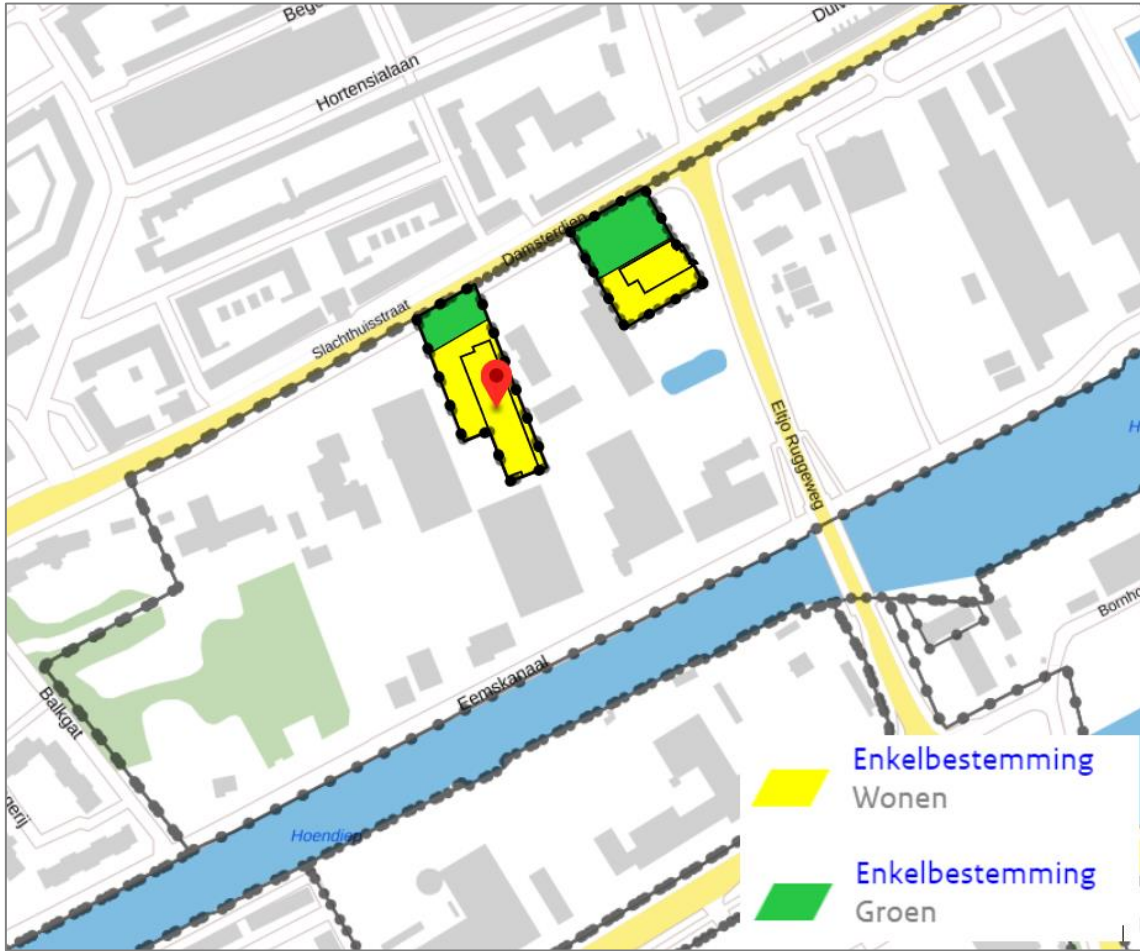 Hortensialaan
Damsterdiep
Slachthuisstraat
Eltjo Ruggeweg
Eemskanaal
Balkgat
Hoendiep
Enkelbestemming
Wonen
Enkelbestemming
Groen